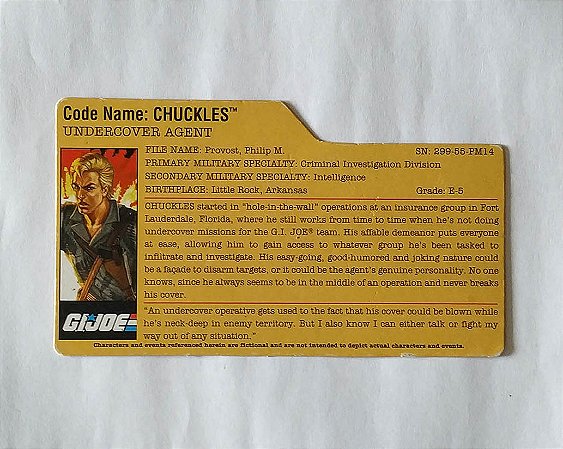 Code Name: CHUCKLES™
UNDERCOVER AGENT
FILE NAME: Provost, Philip M. SN: 299-55-PM14
PRIMARY MILITARY SPECIALTY: Criminal Investigation Division
SECONDARY MILITARY SPECIALTY: Intelligence
BIRTHPLACE: Little Rock, Arkansas Grade: E-5
CHUCKLES started in "hole-in-the-wall" operations at an insurance group in Fort
Lauderdale, Florida, where he still works from time to time when he's not doing
undercover missions for the G.I. JOE® team. His affable demeanor puts everyone
at ease, allowing him to gain access to whatever group he's been tasked to
infiltrate and investigate. His easy-going, good-humored and joking nature could
be a façade to disarm targets, or it could be the agent's genuine personality. No one
knows, since he always seems to be in the middle of an operation and never breaks
his cover.
"An undercover operative gets used to the fact that his cover could be blown while
he's neck-deep in enemy territory. But I also know I can either talk or fight my
way out of any situation."
Characters and events referenced herein are fictional and are not intended to depict actual characters and events.
G.I.JOE